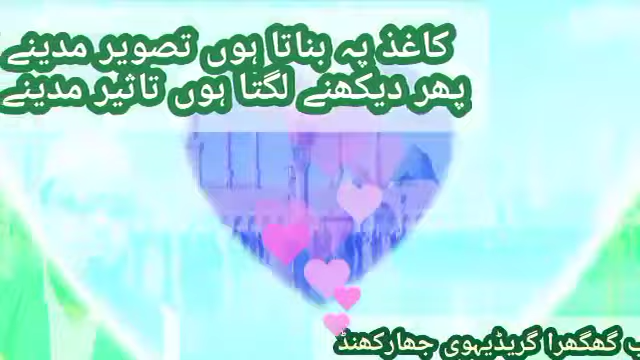 کاغذ پہ بناتا ہوں تصویر مدینے
پھر دیکھنے لگتا ہوں تاثیر مدینے
گھگھرا گریڈیہوی جھارکھنڈ